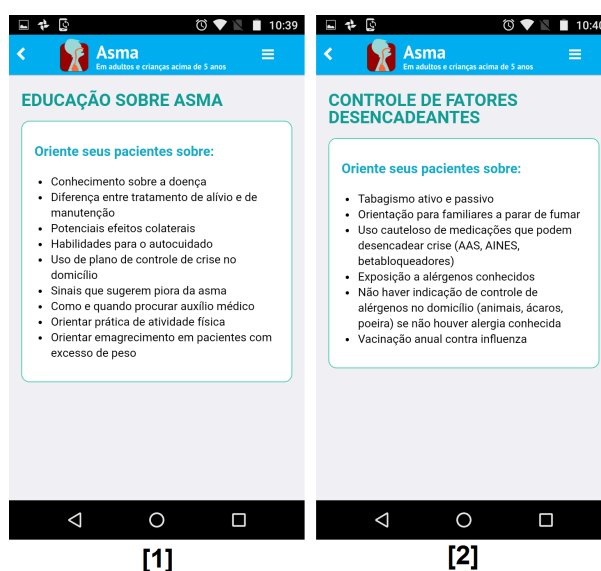 10:39
Asma
Em adultos e crianças acima de 5 anos
EDUCAÇÃO SOBRE ASMA
Oriente seus pacientes sobre:
• Conhecimento sobre a doença
• Diferença entre tratamento de alívio e de
manutenção
• Potenciais efeitos colaterais
• Habilidades para o autocuidado
• Uso de plano de controle de crise no
domicílio
• Sinais que sugerem piora da asma
• Como e quando procurar auxílio médico
• Orientar prática de atividade física
• Orientar emagrecimento em pacientes com
excesso de peso
[1]
10:40
Asma
Em adultos e crianças acima de 5 anos
CONTROLE DE FATORES
DESENCADEANTES
Oriente seus pacientes sobre:
• Tabagismo ativo e passivo
• Orientação para familiares a parar de fumar
• Uso cauteloso de medicações que podem
desencadear crise (AAS, AINES,
betabloqueadores)
• Exposição a alérgenos conhecidos
• Não haver indicação de controle de
alérgenos no domicílio (animais, ácaros,
poeira) se não houver alergia conhecida
• Vacinação anual contra influenza
[2]